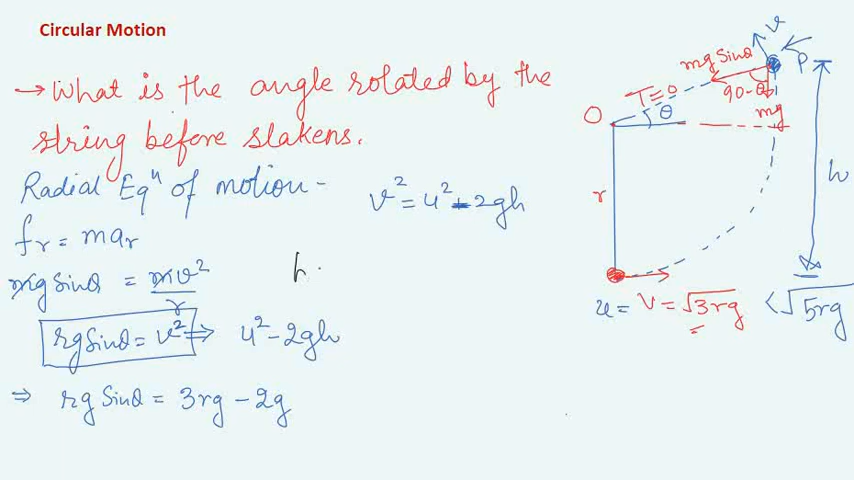 Circular Motion
→ What is the angle rolated by the
string before slakens.
Radial Eqⁿ of motion -
v² = u² - 2gh
fr = mar
mg sinθ = mv²/r
h
rg sinθ = v² ⇒ u² - 2gh
⇒ rg sinθ = 3rg - 2g
v
P
mg sinθ
T=0
90-θ
O
θ
mg
r
h
u = v = √3rg < √5rg